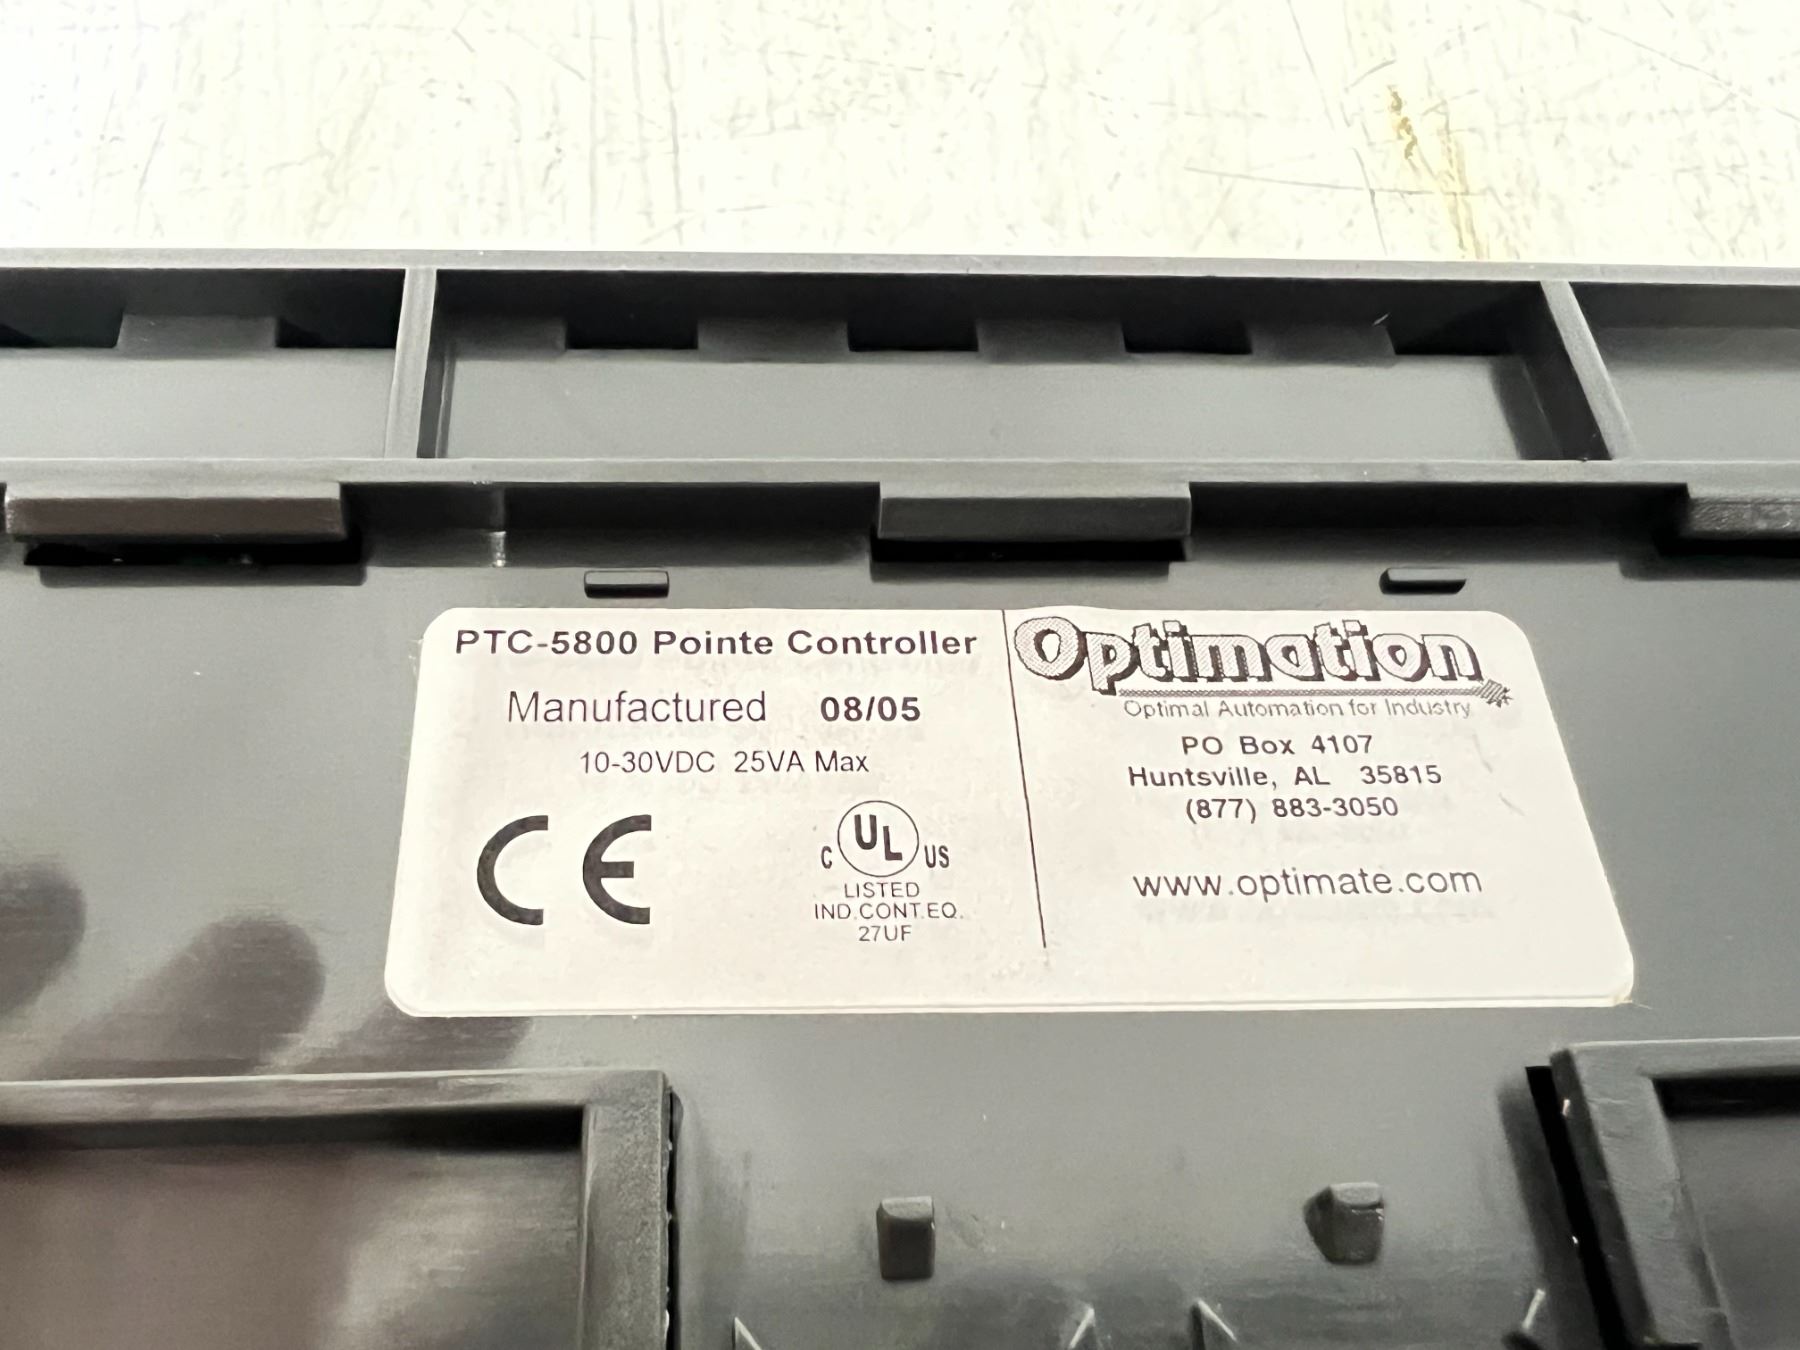 PTC-5800 Pointe Controller
Manufactured 08/05
10-30VDC 25VA Max
CE
C UL US
LISTED
IND.CONT.EQ.
27UF
Optimation
Optimal Automation for Industry
PO Box 4107
Huntsville, AL 35815
(877) 883-3050
www.optimate.com